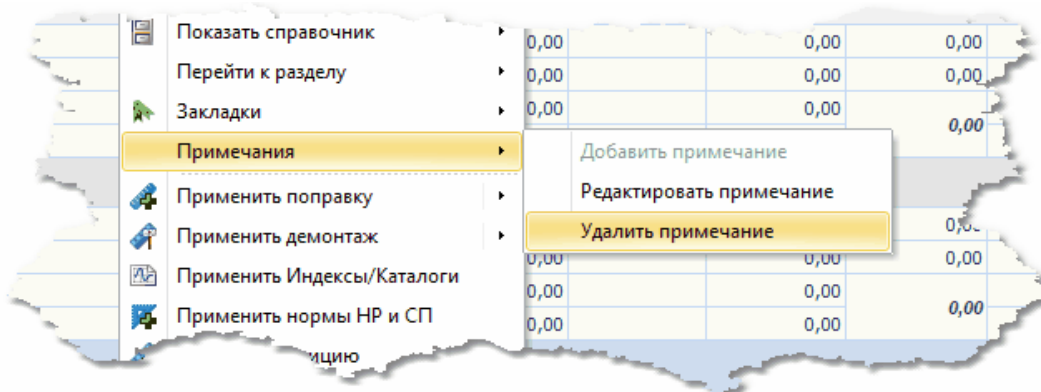 Показать справочник
0,00 0,00 0,00
Перейти к разделу
0,00 0,00 0,00
Закладки
0,00 0,00
0,00
Примечания
Добавить примечание
Применить поправку
Редактировать примечание
Применить демонтаж
Удалить примечание
0,00 0,00 0,00
Применить Индексы/Каталоги
0,00 0,00
0,00
Применить нормы НР и СП
0,00 0,00